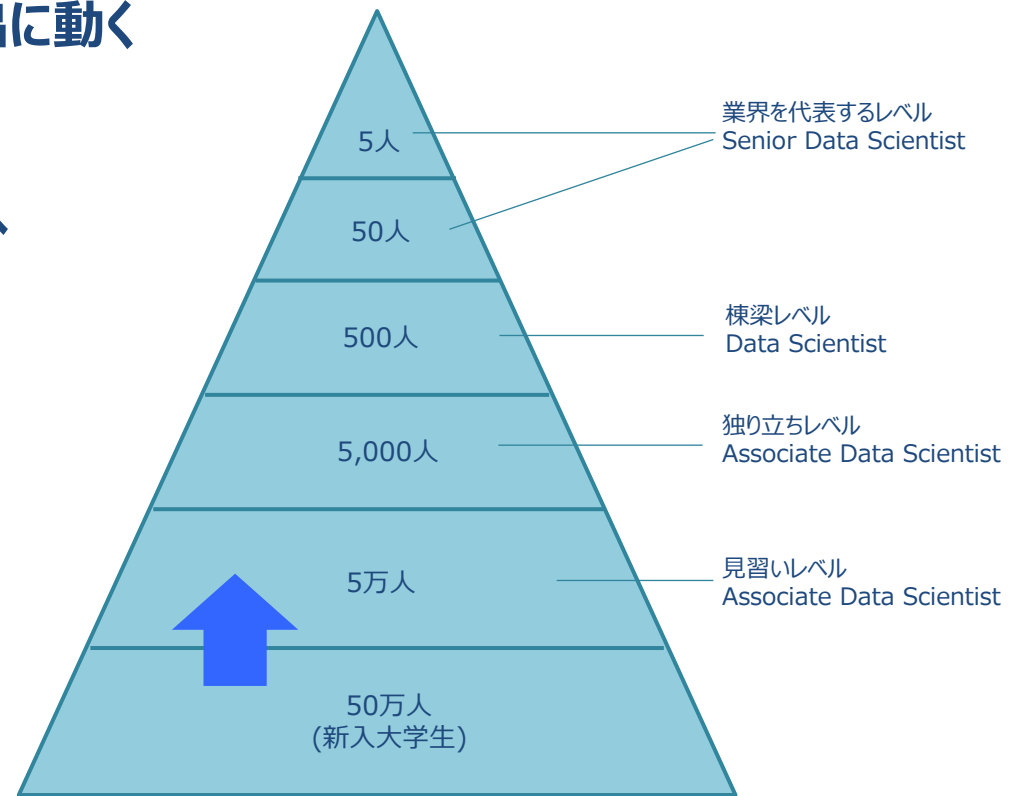 に動く
5人
業界を代表するレベル
Senior Data Scientist
50人
500人
棟梁レベル
Data Scientist
5,000人
独り立ちレベル
Associate Data Scientist
5万人
見習いレベル
Associate Data Scientist
50万人
(新入大学生)